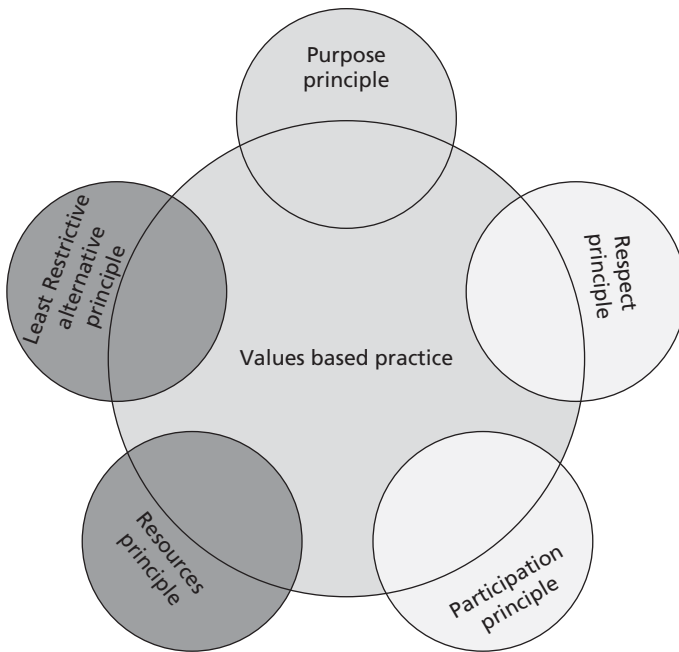 Purpose
principle
Respect
principle
Least Restrictive
alternative
principle
Values based practice
Resources
principle
Participation
principle